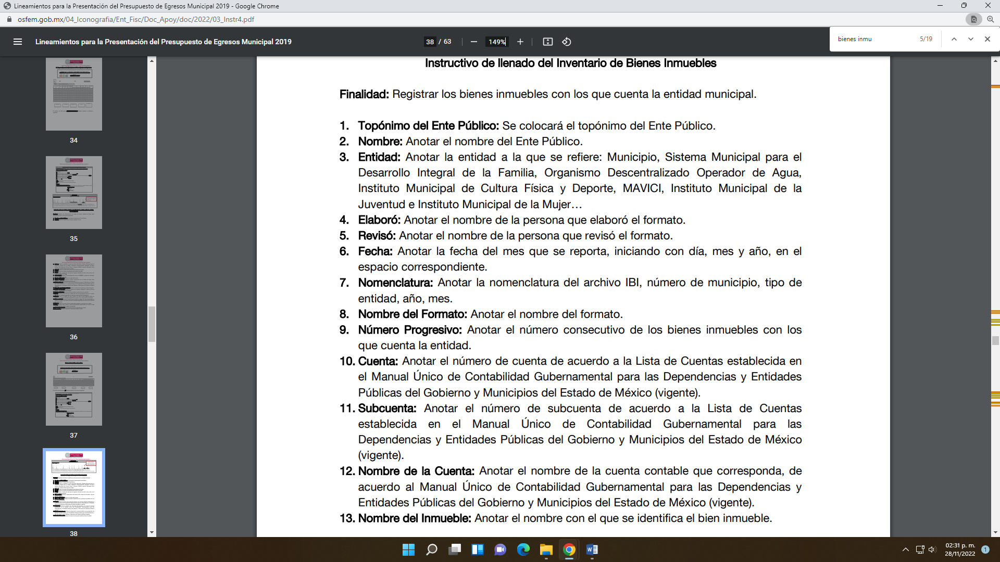 Lineamientos para la Presentación del Presupuesto de Egresos Municipal 2019 - Google Chrome
osfem.gob.mx/04_Iconografia/Ent_Fisc/Doc_Apoy/doc/2022/03_Instr4.pdf
Lineamientos para la Presentación del Presupuesto de Egresos Municipal 2019
38 / 63
149%
bienes inmu
5/19
34
35
36
37
38
Instructivo de llenado del Inventario de Bienes Inmuebles
Finalidad: Registrar los bienes inmuebles con los que cuenta la entidad municipal.
1. Topónimo del Ente Público: Se colocará el topónimo del Ente Público.
2. Nombre: Anotar el nombre del Ente Público.
3. Entidad: Anotar la entidad a la que se refiere: Municipio, Sistema Municipal para el
Desarrollo Integral de la Familia, Organismo Descentralizado Operador de Agua,
Instituto Municipal de Cultura Física y Deporte, MAVICI, Instituto Municipal de la
Juventud e Instituto Municipal de la Mujer…
4. Elaboró: Anotar el nombre de la persona que elaboró el formato.
5. Revisó: Anotar el nombre de la persona que revisó el formato.
6. Fecha: Anotar la fecha del mes que se reporta, iniciando con día, mes y año, en el
espacio correspondiente.
7. Nomenclatura: Anotar la nomenclatura del archivo IBI, número de municipio, tipo de
entidad, año, mes.
8. Nombre del Formato: Anotar el nombre del formato.
9. Número Progresivo: Anotar el número consecutivo de los bienes inmuebles con los
que cuenta la entidad.
10. Cuenta: Anotar el número de cuenta de acuerdo a la Lista de Cuentas establecida en
el Manual Único de Contabilidad Gubernamental para las Dependencias y Entidades
Públicas del Gobierno y Municipios del Estado de México (vigente).
11. Subcuenta: Anotar el número de subcuenta de acuerdo a la Lista de Cuentas
establecida en el Manual Único de Contabilidad Gubernamental para las
Dependencias y Entidades Públicas del Gobierno y Municipios del Estado de México
(vigente).
12. Nombre de la Cuenta: Anotar el nombre de la cuenta contable que corresponda, de
acuerdo al Manual Único de Contabilidad Gubernamental para las Dependencias y
Entidades Públicas del Gobierno y Municipios del Estado de México (vigente).
13. Nombre del Inmueble: Anotar el nombre con el que se identifica el bien inmueble.
02:31 p. m.
28/11/2022
1